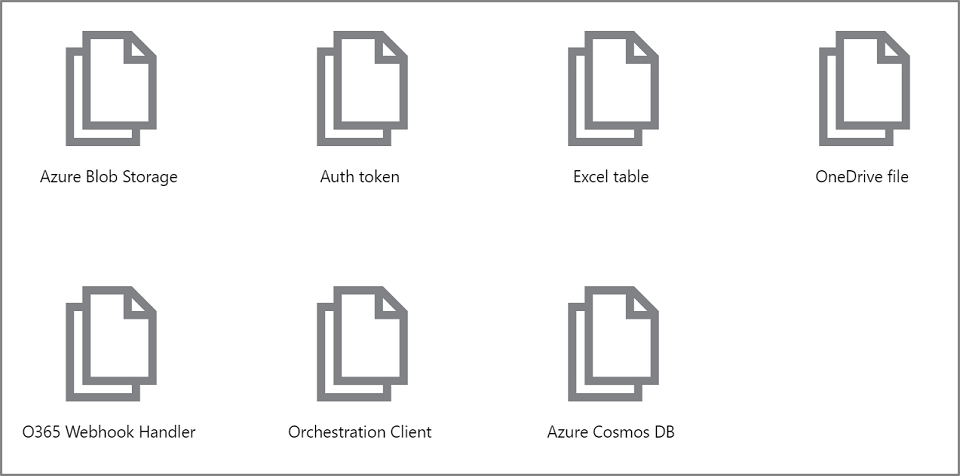 Azure Blob Storage
Auth token
Excel table
OneDrive file
O365 Webhook Handler
Orchestration Client
Azure Cosmos DB